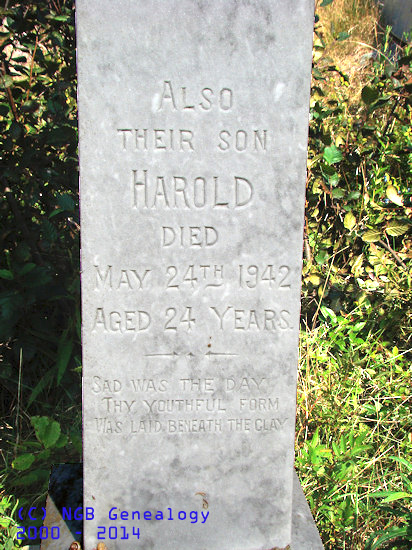 ALSO
THEIR SON
HAROLD
DIED
MAY 24TH 1942
AGED 24 YEARS.
SAD WAS THE DAY,
THY YOUTHFUL FORM
WAS LAID BENEATH THE CLAY
(C) NGB Genealogy
2000 - 2014